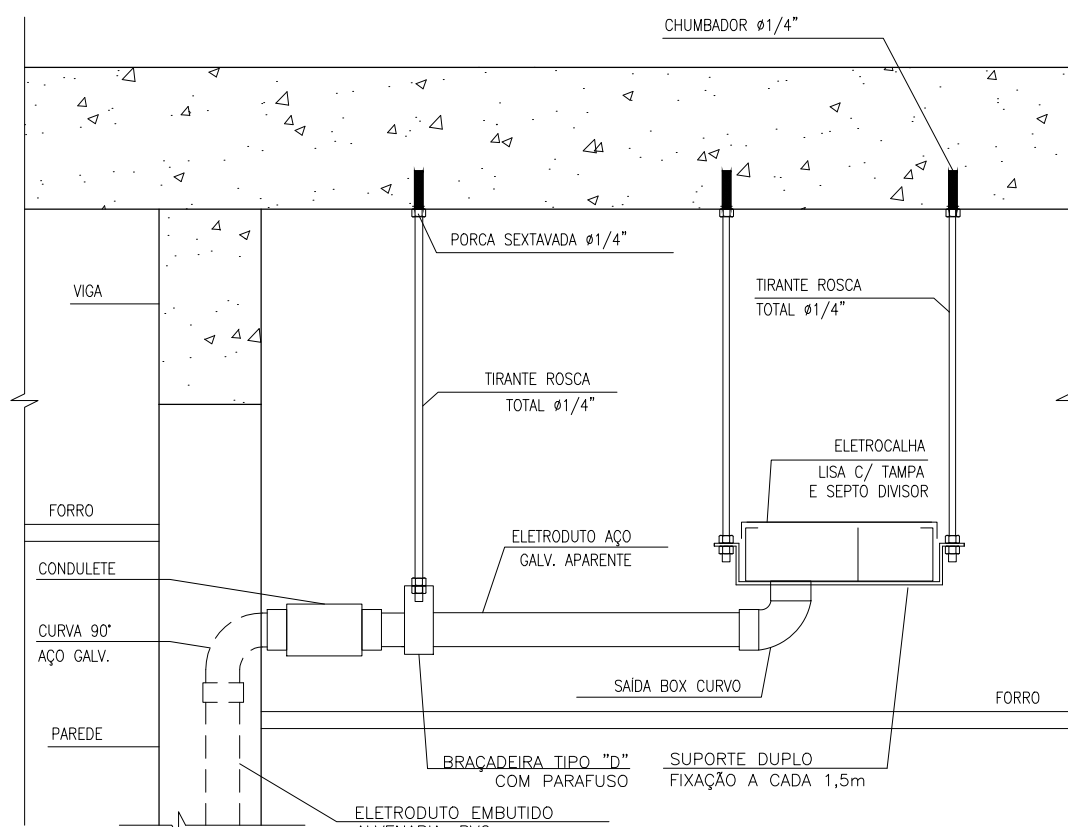 CHUMBADOR ø1/4"
PORCA SEXTAVADA ø1/4"
VIGA
TIRANTE ROSCA
TOTAL ø1/4"
TIRANTE ROSCA
TOTAL ø1/4"
ELETROCALHA
LISA C/ TAMPA
E SEPTO DIVISOR
FORRO
ELETRODUTO AÇO
GALV. APARENTE
CONDULETE
CURVA 90°
AÇO GALV.
SAÍDA BOX CURVO
FORRO
PAREDE
BRAÇADEIRA TIPO "D"
COM PARAFUSO
SUPORTE DUPLO
FIXAÇÃO A CADA 1,5m
ELETRODUTO EMBUTIDO